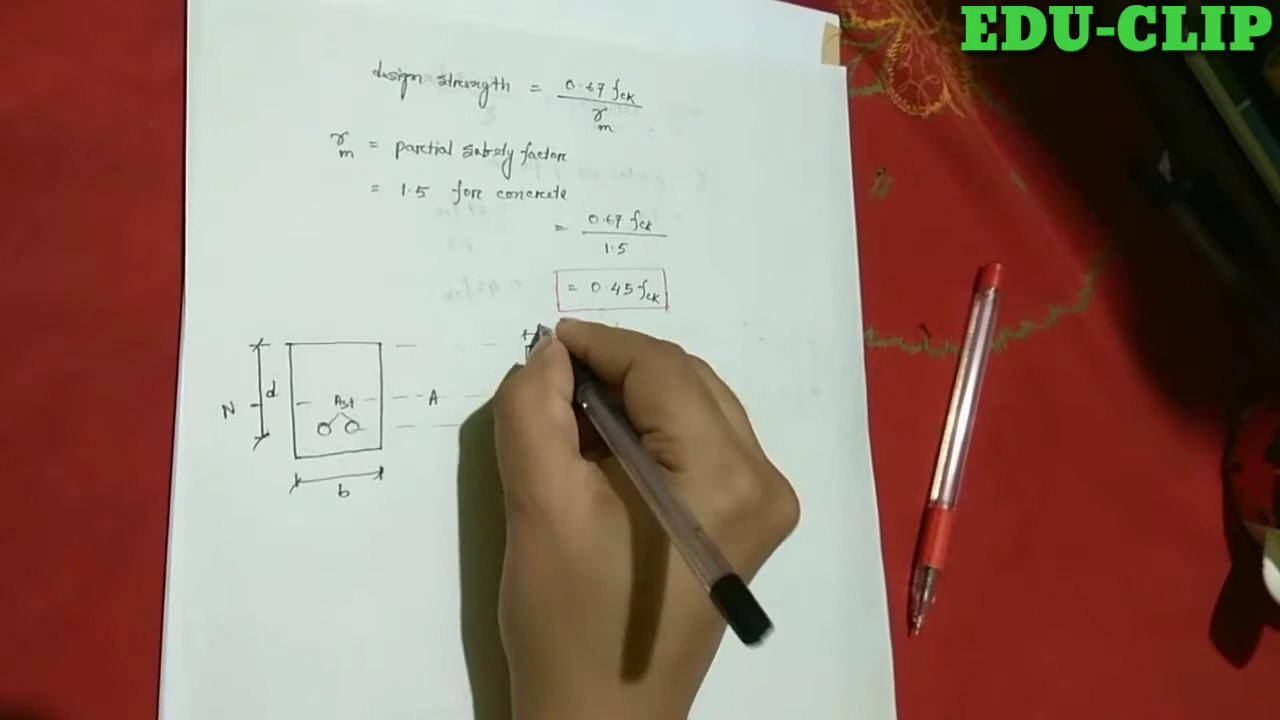 EDU-CLIP
design strength = 0.67 fck / γm
γm = partial safety factor
= 1.5 for concrete
= 0.67 fck / 1.5
= 0.45 fck
d
N
Ast
A
b